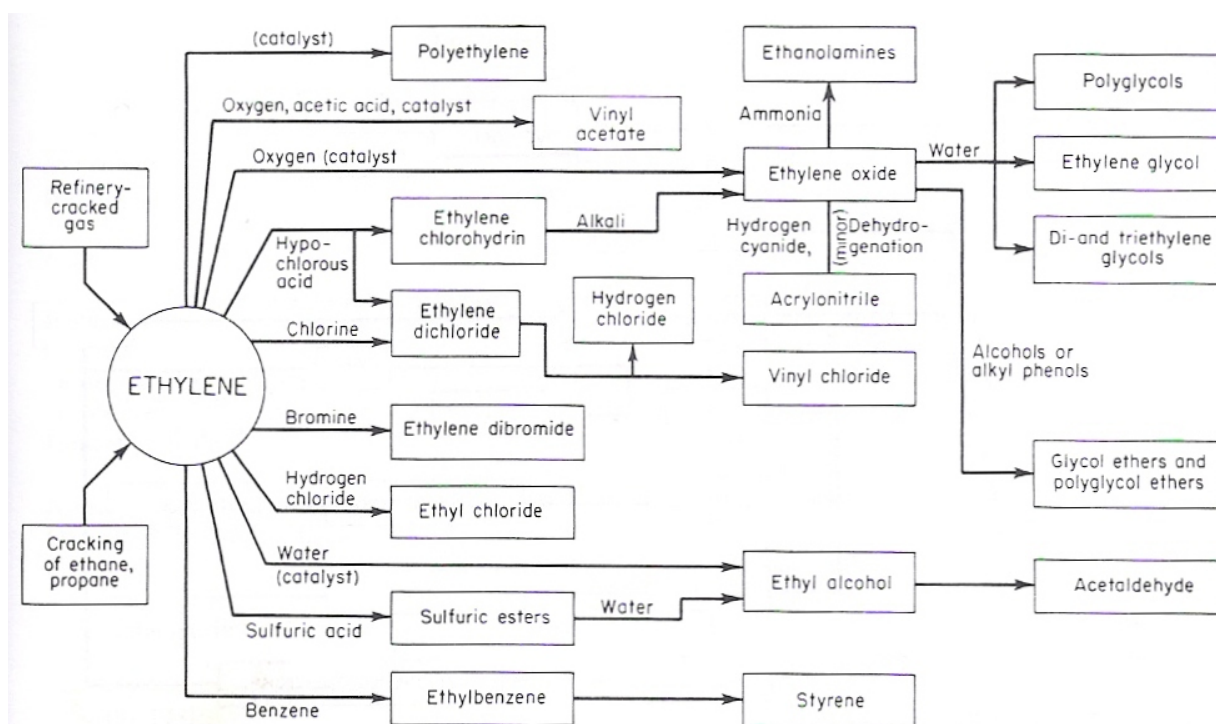 (catalyst)
Polyethylene
Oxygen, acetic acid, catalyst
Vinyl
acetate
Oxygen (catalyst
Ethanolamines
Ammonia
Ethylene oxide
Water
Polyglycols
Ethylene glycol
Di-and triethylene
glycols
Refinery-
cracked
gas
Hypo-
chlorous
acid
Ethylene
chlorohydrin
Alkali
Hydrogen
cyanide,
(minor)
Dehydro-
genation
Acrylonitrile
Chlorine
Ethylene
dichloride
Hydrogen
chloride
Vinyl chloride
Alcohols or
alkyl phenols
ETHYLENE
Bromine
Ethylene dibromide
Glycol ethers and
polyglycol ethers
Hydrogen
chloride
Ethyl chloride
Cracking
of ethane,
propane
Water
(catalyst)
Ethyl alcohol
Acetaldehyde
Sulfuric acid
Sulfuric esters
Water
Benzene
Ethylbenzene
Styrene